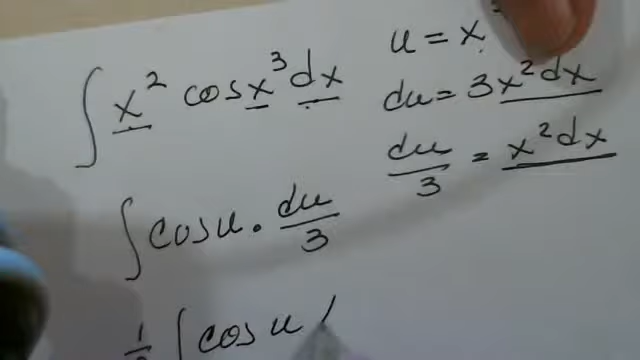 ∫ x² cos x³ dx
u = x
du = 3x² dx
du/3 = x² dx
∫ cos u · du/3
∫ cos u